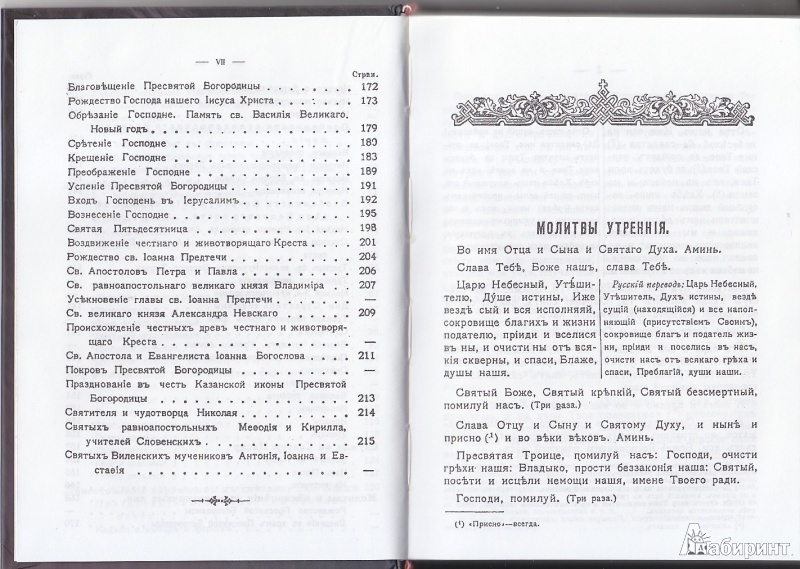 — VII —
Стран.
Благовѣщеніе Пресвятой Богородицы . . . . . . . . 172
Рождество Господа нашего Іисуса Христа . . . . . . . 173
Обрѣзаніе Господне. Память св. Василія Великаго.
Новый годъ . . . . . . . . . . . . . . . 179
Срѣтеніе Господне . . . . . . . . . . . . . 180
Крещеніе Господне . . . . . . . . . . . . . 183
Преображеніе Господне . . . . . . . . . . . . 189
Успеніе Пресвятой Богородицы . . . . . . . . . . 191
Входъ Господень въ Іерусалимъ . . . . . . . . . . 192
Вознесеніе Господне . . . . . . . . . . . . . 195
Святая Пятьдесятница . . . . . . . . . . . . 198
Воздвиженіе честнаго и животворящаго Креста . . . . . 201
Рождество св. Іоанна Предтечи . . . . . . . . . . 204
Св. Апостоловъ Петра и Павла . . . . . . . . . . 206
Св. равноапостольнаго великаго князя Владиміра . . . . 207
Усѣкновеніе главы св. Іоанна Предтечи . . . . . . . —
Св. великаго князя Александра Невскаго . . . . . . . 209
Происхожденіе честныхъ древъ честнаго и животворя-
щаго Креста . . . . . . . . . . . . . . . —
Св. Апостола и Евангелиста Іоанна Богослова . . . . . 211
Покровъ Пресвятой Богородицы . . . . . . . . . . —
Празднованіе въ честь Казанской иконы Пресвятой
Богородицы . . . . . . . . . . . . . . . 213
Святителя и чудотворца Николая . . . . . . . . . 214
Святыхъ равноапостольныхъ Меѳодія и Кирилла,
учителей Словенскихъ . . . . . . . . . . . . 215
Святыхъ Виленскихъ мучениковъ Антонія, Іоанна и Ев-
стаѳія . . . . . . . . . . . . . . . . . —
МОЛИТВЫ УТРЕННІЯ.
Во имя Отца и Сына и Святаго Духа. Аминь.
Слава Тебѣ, Боже нашъ, слава Тебѣ.
Царю Небесный, Утѣши-
телю, Ду́ше истины, Иже
вездѣ сый и вся исполняяй,
сокровище благихъ и жизни
подателю, пріиди и вселися
въ ны, и очисти ны отъ вся-
кія скверны, и спаси, Блаже,
душы нашя.
Русскій переводъ: Царь Небесный,
Утѣшитель, Духъ истины, вездѣ
сущій (находящійся) и все напол-
няющій (присутствіемъ Своимъ),
сокровище благъ и податель жиз-
ни, пріиди и поселись въ насъ,
очисти насъ отъ всякаго грѣха и
спаси, Преблагій, души наши.
Святый Боже, Святый крѣпкій, Святый безсмертный,
помилуй насъ. (Три раза.)
Слава Отцу и Сыну и Святому Духу, и нынѣ и
присно (¹) и во вѣки вѣковъ. Аминь.
Пресвятая Троице, помилуй насъ: Господи, очисти
грѣхи нашя: Владыко, прости беззаконія наша: Святый,
посѣти и исцѣли немощи нашя, имене Твоего ради.
Господи, помилуй. (Три раза.)
(¹) «Присно»—всегда.
Лабиринт